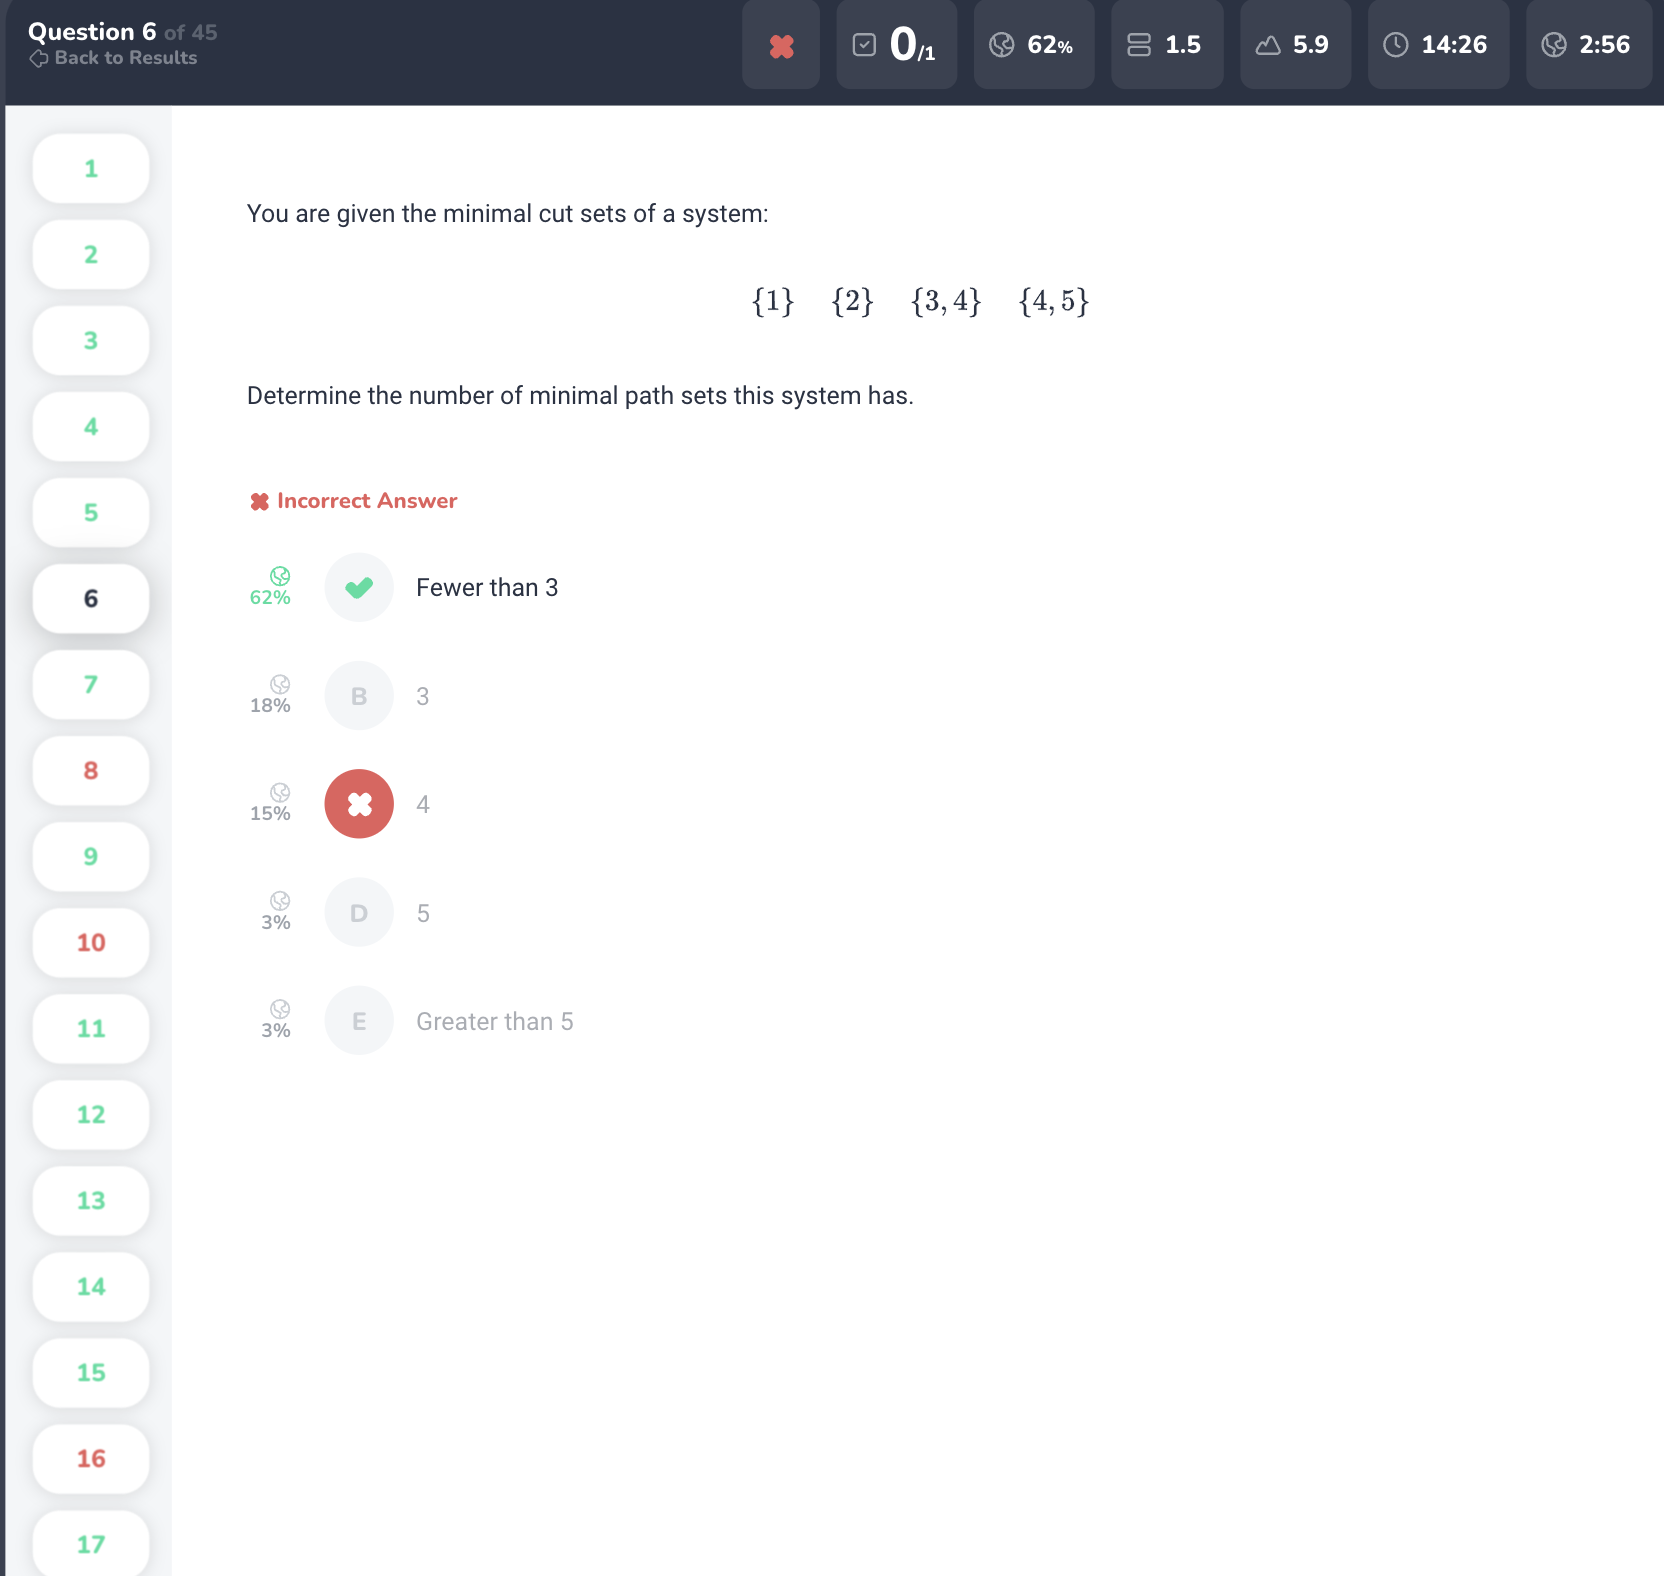 Question 6 of 45
Back to Results
0/1
62%
1.5
5.9
14:26
2:56
1
2
3
4
5
6
7
8
9
10
11
12
13
14
15
16
17
You are given the minimal cut sets of a system:
{1} {2} {3, 4} {4, 5}
Determine the number of minimal path sets this system has.
Incorrect Answer
62% Fewer than 3
18% B 3
15% 4
3% D 5
3% E Greater than 5